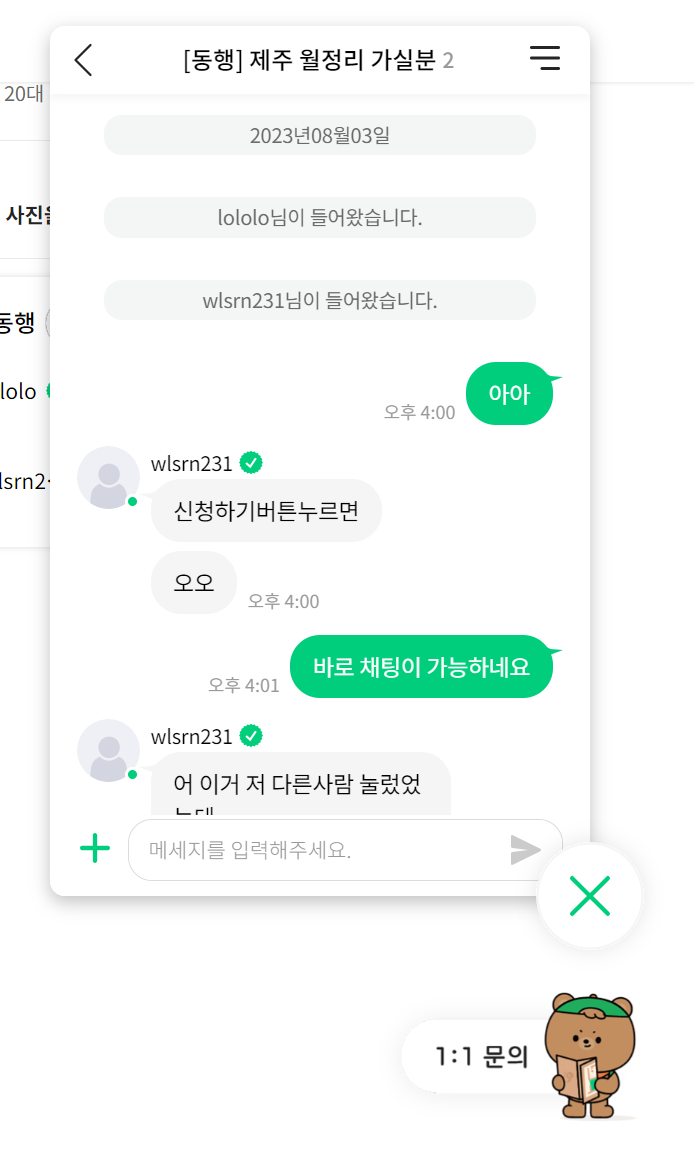 [동행] 제주 월정리 가실분 2
20대
2023년08월03일
사진을
lololo님이 들어왔습니다.
wlsrn231님이 들어왔습니다.
동행
lolo
아아
오후 4:00
wlsrn231
신청하기버튼누르면
오오
오후 4:00
바로 채팅이 가능하네요
오후 4:01
wlsrn231
어 이거 저 다른사람 눌렀었
는데
메세지를 입력해주세요.
1:1 문의